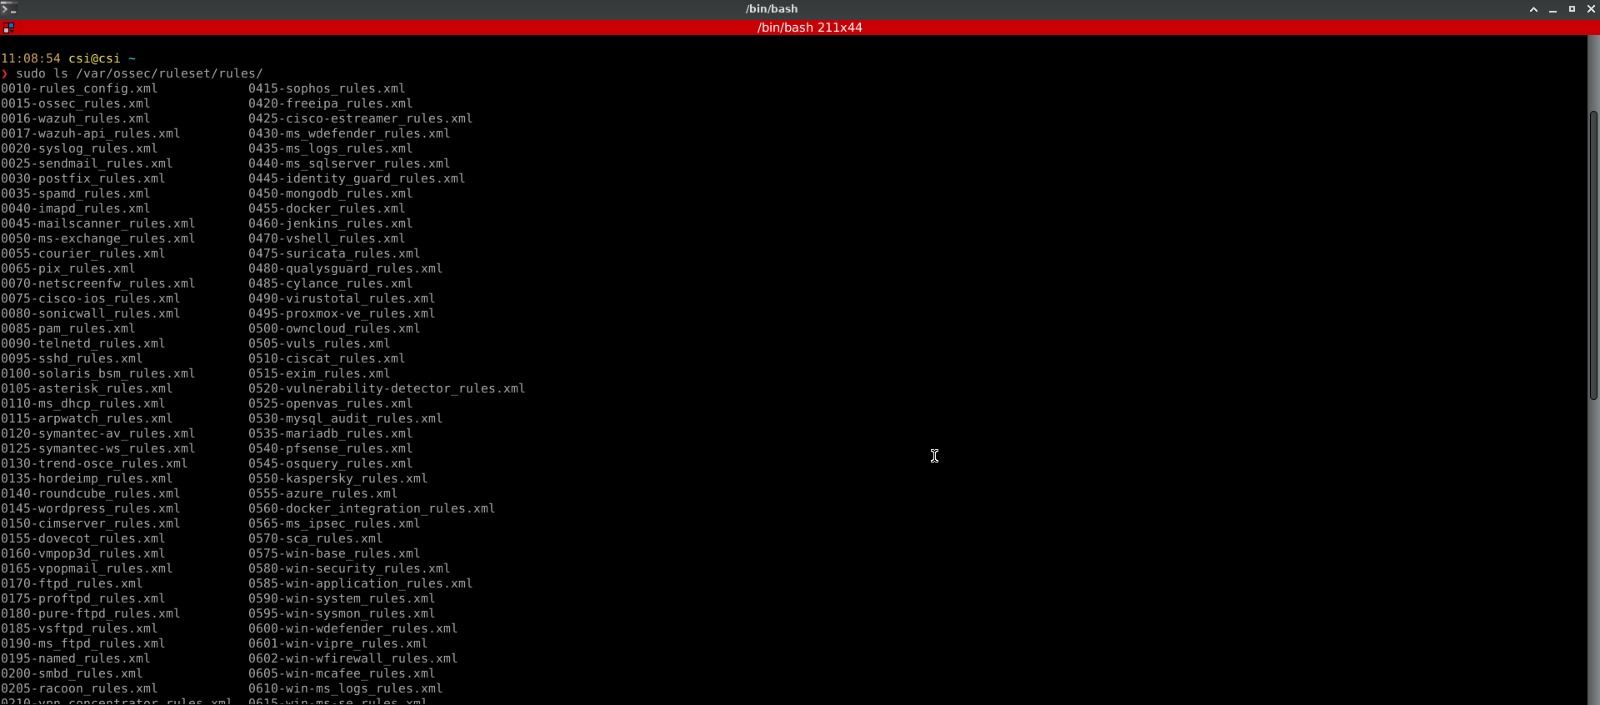 /bin/bash
/bin/bash 211x44
11:08:54 csi@csi ~
❯ sudo ls /var/ossec/ruleset/rules/
0010-rules_config.xml 0415-sophos_rules.xml
0015-ossec_rules.xml 0420-freeipa_rules.xml
0016-wazuh_rules.xml 0425-cisco-estreamer_rules.xml
0017-wazuh-api_rules.xml 0430-ms_wdefender_rules.xml
0020-syslog_rules.xml 0435-ms_logs_rules.xml
0025-sendmail_rules.xml 0440-ms_sqlserver_rules.xml
0030-postfix_rules.xml 0445-identity_guard_rules.xml
0035-spamd_rules.xml 0450-mongodb_rules.xml
0040-imapd_rules.xml 0455-docker_rules.xml
0045-mailscanner_rules.xml 0460-jenkins_rules.xml
0050-ms-exchange_rules.xml 0470-vshell_rules.xml
0055-courier_rules.xml 0475-suricata_rules.xml
0065-pix_rules.xml 0480-qualysguard_rules.xml
0070-netscreenfw_rules.xml 0485-cylance_rules.xml
0075-cisco-ios_rules.xml 0490-virustotal_rules.xml
0080-sonicwall_rules.xml 0495-proxmox-ve_rules.xml
0085-pam_rules.xml 0500-owncloud_rules.xml
0090-telnetd_rules.xml 0505-vuls_rules.xml
0095-sshd_rules.xml 0510-ciscat_rules.xml
0100-solaris_bsm_rules.xml 0515-exim_rules.xml
0105-asterisk_rules.xml 0520-vulnerability-detector_rules.xml
0110-ms_dhcp_rules.xml 0525-openvas_rules.xml
0115-arpwatch_rules.xml 0530-mysql_audit_rules.xml
0120-symantec-av_rules.xml 0535-mariadb_rules.xml
0125-symantec-ws_rules.xml 0540-pfsense_rules.xml
0130-trend-osce_rules.xml 0545-osquery_rules.xml
0135-hordeimp_rules.xml 0550-kaspersky_rules.xml
0140-roundcube_rules.xml 0555-azure_rules.xml
0145-wordpress_rules.xml 0560-docker_integration_rules.xml
0150-cimserver_rules.xml 0565-ms_ipsec_rules.xml
0155-dovecot_rules.xml 0570-sca_rules.xml
0160-vmpop3d_rules.xml 0575-win-base_rules.xml
0165-vpopmail_rules.xml 0580-win-security_rules.xml
0170-ftpd_rules.xml 0585-win-application_rules.xml
0175-proftpd_rules.xml 0590-win-system_rules.xml
0180-pure-ftpd_rules.xml 0595-win-sysmon_rules.xml
0185-vsftpd_rules.xml 0600-win-wdefender_rules.xml
0190-ms_ftpd_rules.xml 0601-win-vipre_rules.xml
0195-named_rules.xml 0602-win-wfirewall_rules.xml
0200-smbd_rules.xml 0605-win-mcafee_rules.xml
0205-racoon_rules.xml 0610-win-ms_logs_rules.xml
0210-vpn_concentrator_rules.xml 0615-win-ms-se_rules.xml